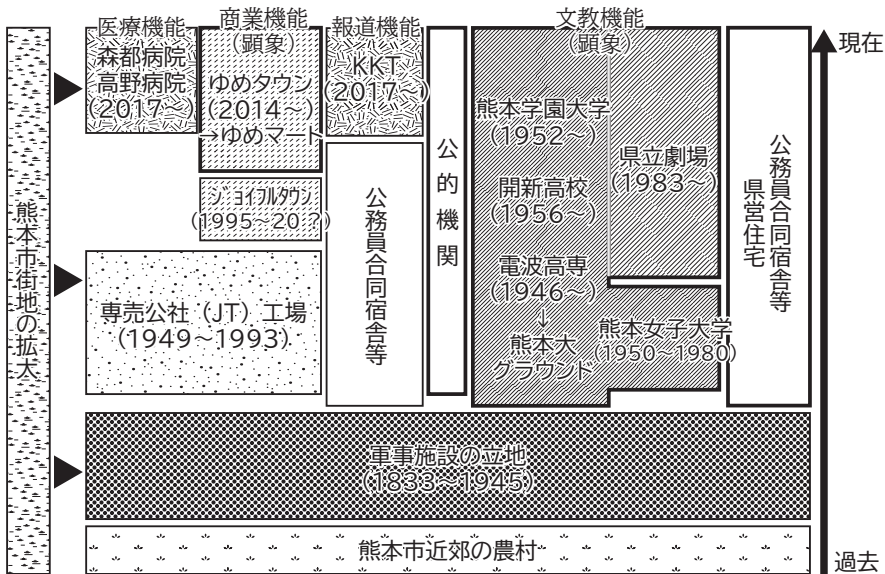 医療機能
森都病院
高野病院
(2017~)
商業機能
(顕象)
ゆめタウン
(2014~)
→ゆめマート
報道機能
KKT
(2017~)
公的機関
文教機能
(顕象)
熊本学園大学
(1952~)
開新高校
(1956~)
電波高専
(1946~)
↓
熊本大
グラウンド
県立劇場
(1983~)
熊本女子大学
(1950~1980)
公務員合同宿舎等
県営住宅
現在
ジョイフルタウン
(1995~20?)
公務員合同宿舎等
専売公社(JT)工場
(1949~1993)
熊本市街地の拡大
軍事施設の立地
(1833~1945)
熊本市近郊の農村
過去